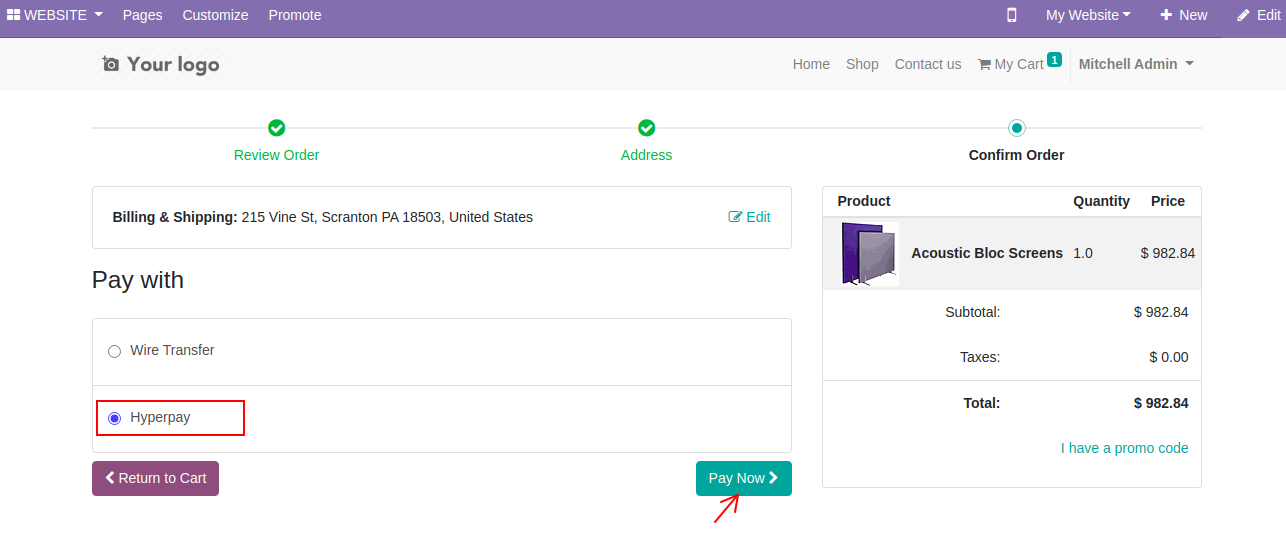 WEBSITE Pages Customize Promote My Website New Edit
Your logo Home Shop Contact us My Cart 1 Mitchell Admin
Review Order Address Confirm Order
Billing & Shipping: 215 Vine St, Scranton PA 18503, United States Edit
Pay with
Wire Transfer
Hyperpay
Return to Cart Pay Now
Product Quantity Price
Acoustic Bloc Screens 1.0 $ 982.84
Subtotal: $ 982.84
Taxes: $ 0.00
Total: $ 982.84
I have a promo code